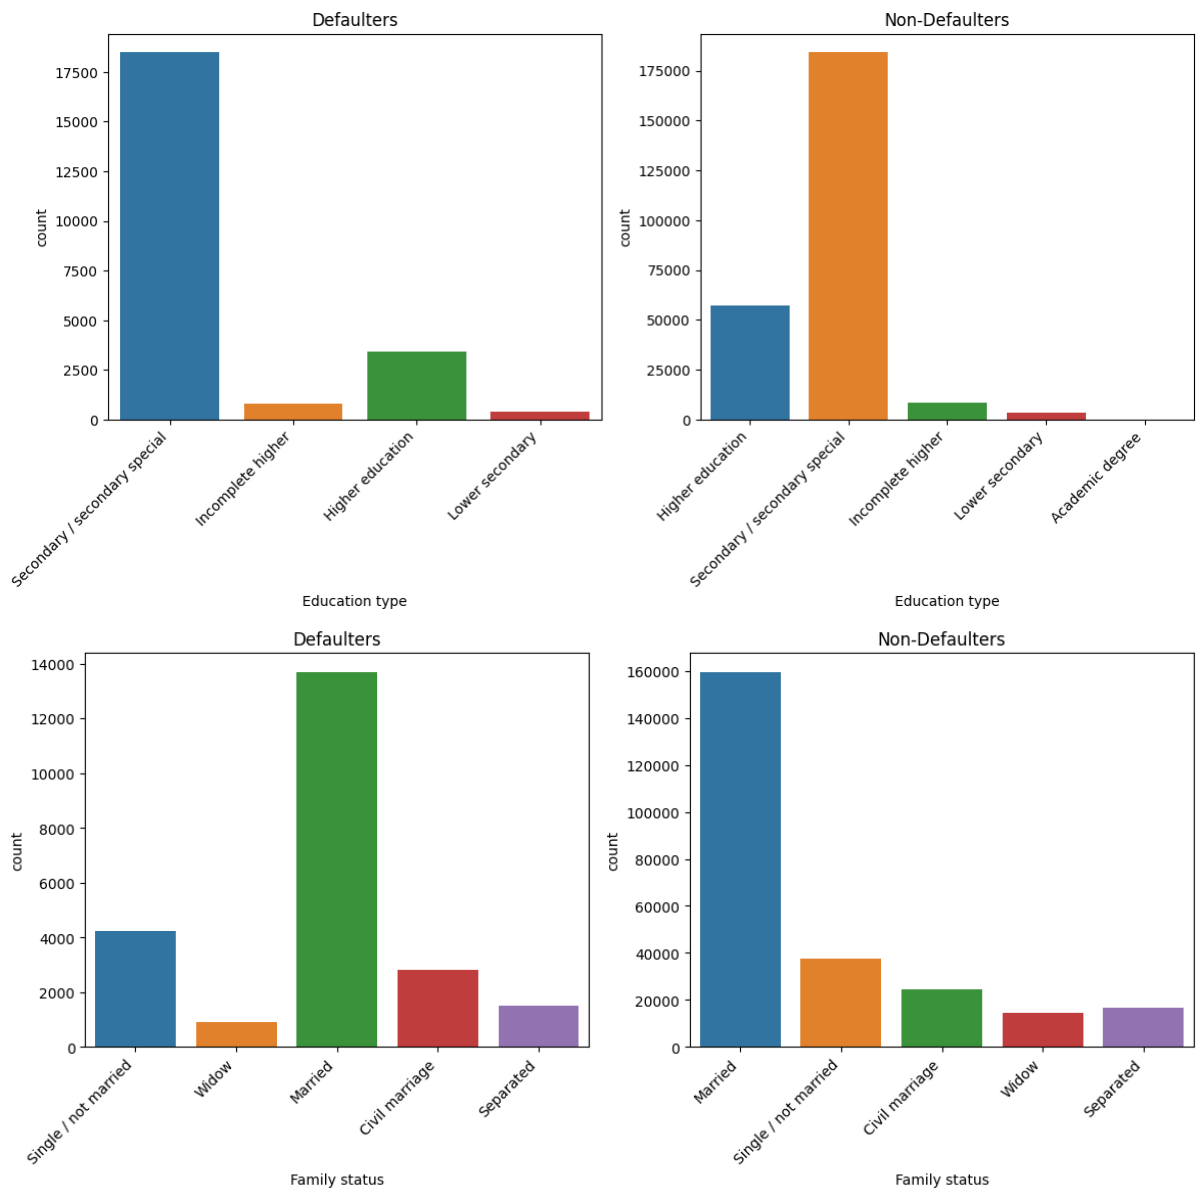 Defaulters
17500
15000
12500
10000
7500
5000
2500
0
count
Secondary / secondary special
Incomplete higher
Higher education
Lower secondary
Education type
Non-Defaulters
175000
150000
125000
100000
75000
50000
25000
0
count
Higher education
Secondary / secondary special
Incomplete higher
Lower secondary
Academic degree
Education type
Defaulters
14000
12000
10000
8000
6000
4000
2000
0
count
Single / not married
Widow
Married
Civil marriage
Separated
Family status
Non-Defaulters
160000
140000
120000
100000
80000
60000
40000
20000
0
count
Married
Single / not married
Civil marriage
Widow
Separated
Family status